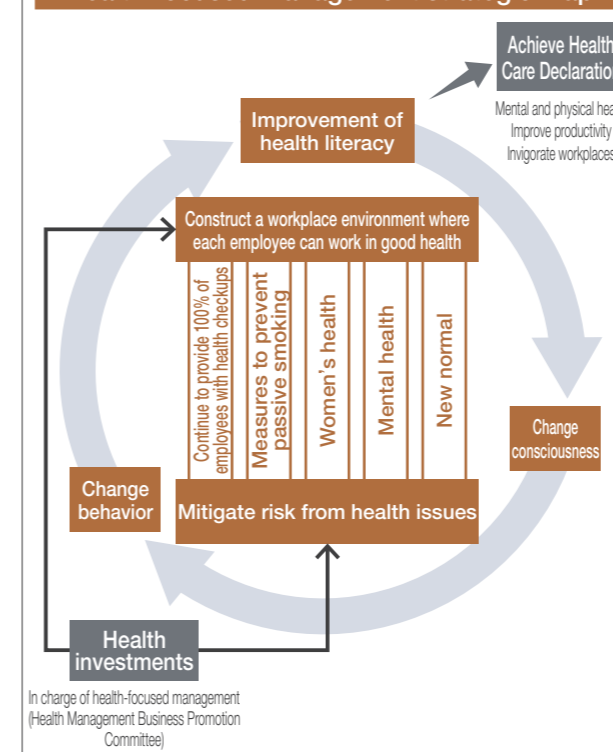 Achieve Health
Care Declaration
Mental and physical
Improve productivity
Invigorate workplaces
Improvement of
health literacy
Construct a workplace environment where
each employee can work in good health
Continue to provide 100% of
employees with health checkups
Measures to prevent
passive smoking
Women's health
Mental health
New normal
Change
consciousness
Change
behavior
Mitigate risk from health issues
Health
investments
In charge of health-focused management
(Health Management Business Promotion
Committee)